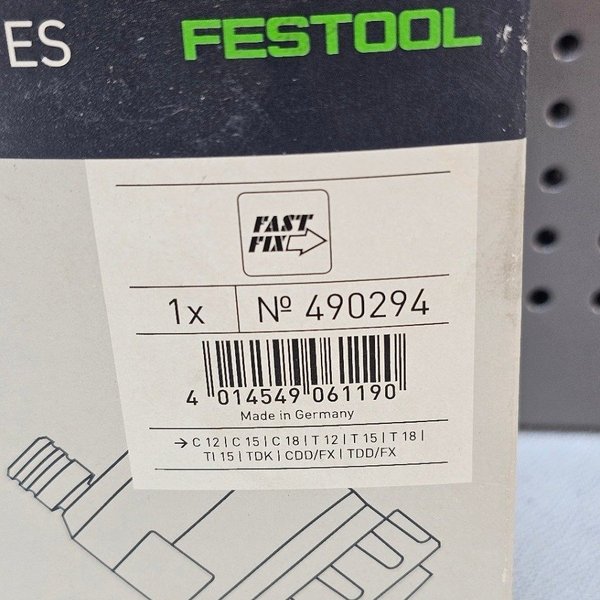 ES FESTOOL
FAST
FIX
1x Nº 490294
4 014549 061190
Made in Germany
→ C 12 | C 15 | C 18 | T 12 | T 15 | T 18 |
TI 15 | TDK | CDD/FX | TDD/FX